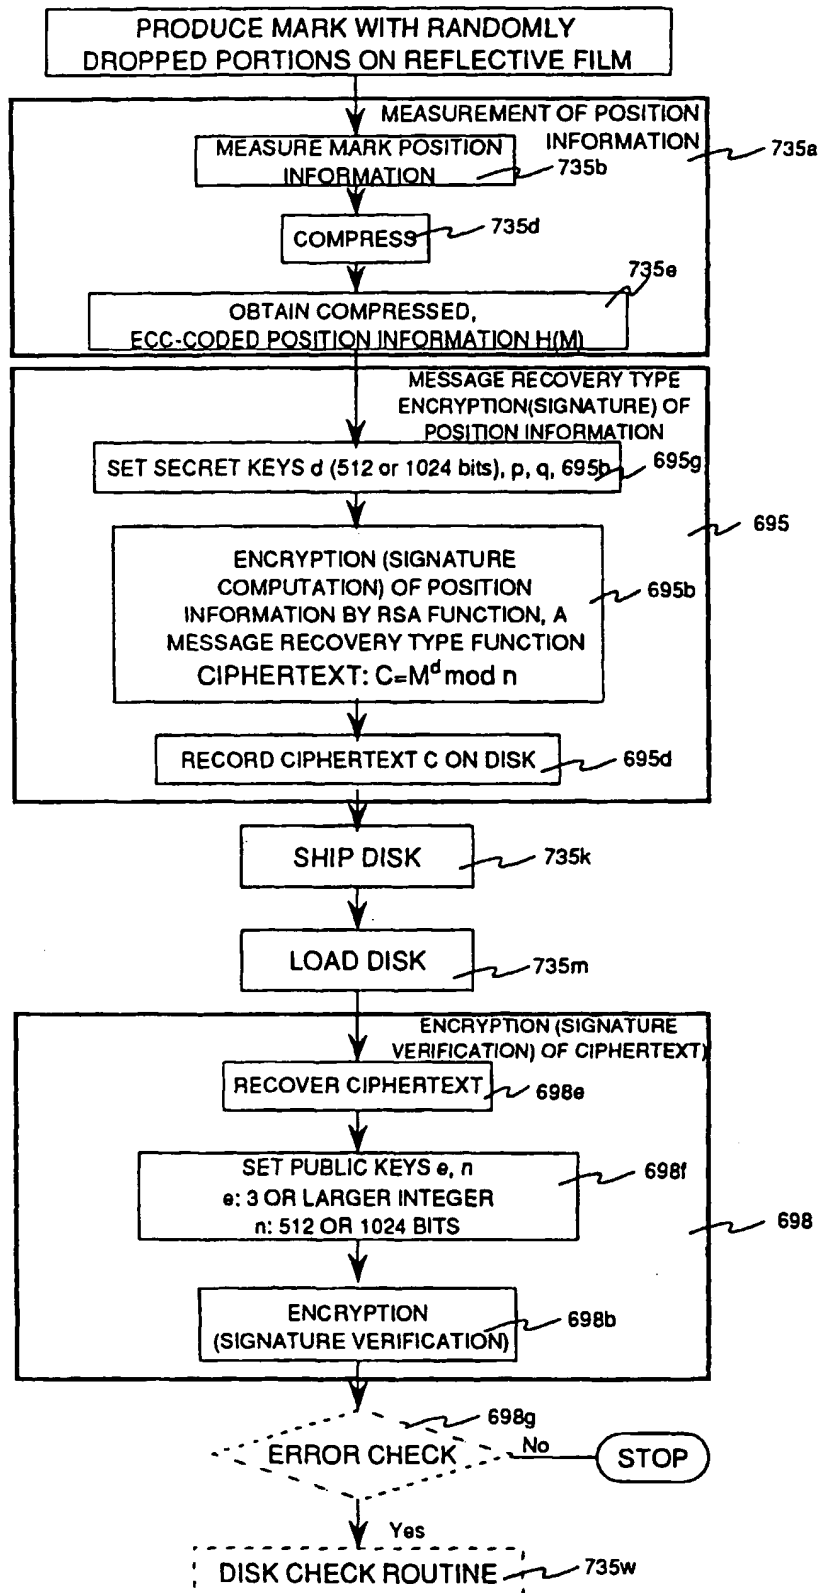 PRODUCE MARK WITH RANDOMLY
DROPPED PORTIONS ON REFLECTIVE FILM
MEASUREMENT OF POSITION
INFORMATION
735a
MEASURE MARK POSITION
INFORMATION
735b
COMPRESS
735d
735e
OBTAIN COMPRESSED,
ECC-CODED POSITION INFORMATION H(M)
MESSAGE RECOVERY TYPE
ENCRYPTION(SIGNATURE) OF
POSITION INFORMATION
SET SECRET KEYS d (512 or 1024 bits), p, q, 695b
695g
695
ENCRYPTION (SIGNATURE
COMPUTATION) OF POSITION
INFORMATION BY RSA FUNCTION, A
MESSAGE RECOVERY TYPE FUNCTION
CIPHERTEXT: C=M^d mod n
695b
RECORD CIPHERTEXT C ON DISK
695d
SHIP DISK
735k
LOAD DISK
735m
ENCRYPTION (SIGNATURE
VERIFICATION) OF CIPHERTEXT)
RECOVER CIPHERTEXT
698e
SET PUBLIC KEYS e, n
e: 3 OR LARGER INTEGER
n: 512 OR 1024 BITS
698f
698
ENCRYPTION
(SIGNATURE VERIFICATION)
698b
698g
ERROR CHECK
No
STOP
Yes
DISK CHECK ROUTINE
735w